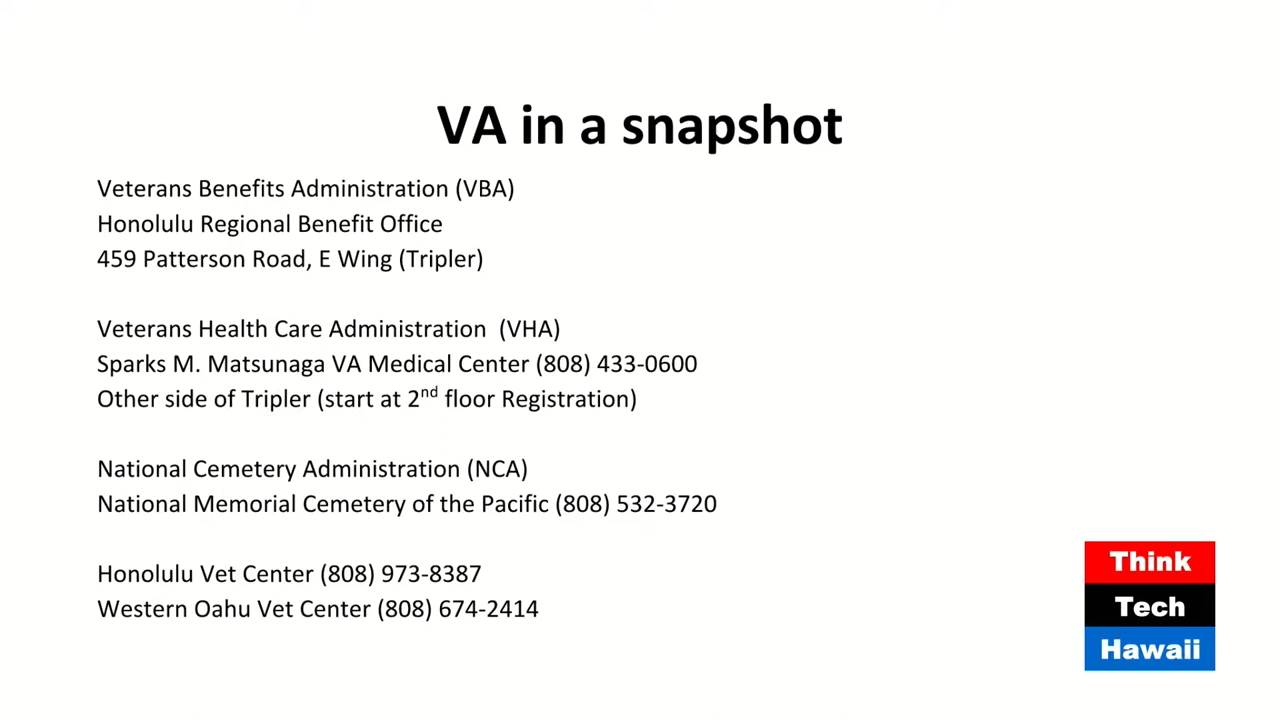 VA in a snapshot
Veterans Benefits Administration (VBA)
Honolulu Regional Benefit Office
459 Patterson Road, E Wing (Tripler)
Veterans Health Care Administration  (VHA)
Sparks M. Matsunaga VA Medical Center (808) 433-0600
Other side of Tripler (start at 2nd floor Registration)
National Cemetery Administration (NCA)
National Memorial Cemetery of the Pacific (808) 532-3720
Honolulu Vet Center (808) 973-8387
Western Oahu Vet Center (808) 674-2414
Think
Tech
Hawaii